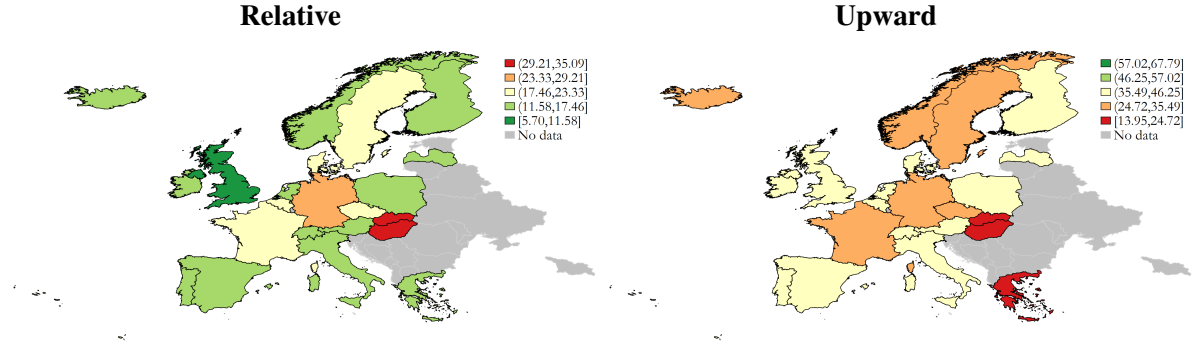 Relative
(29.21,35.09]
(23.33,29.21]
(17.46,23.33]
(11.58,17.46]
[5.70,11.58]
No data
Upward
(57.02,67.79]
(46.25,57.02]
(35.49,46.25]
(24.72,35.49]
[13.95,24.72]
No data